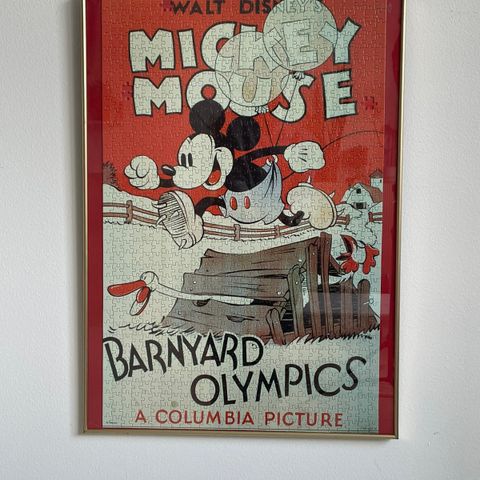 WALT DISNEY'S
MICKEY
MOUSE
BARNYARD
OLYMPICS
A COLUMBIA PICTURE